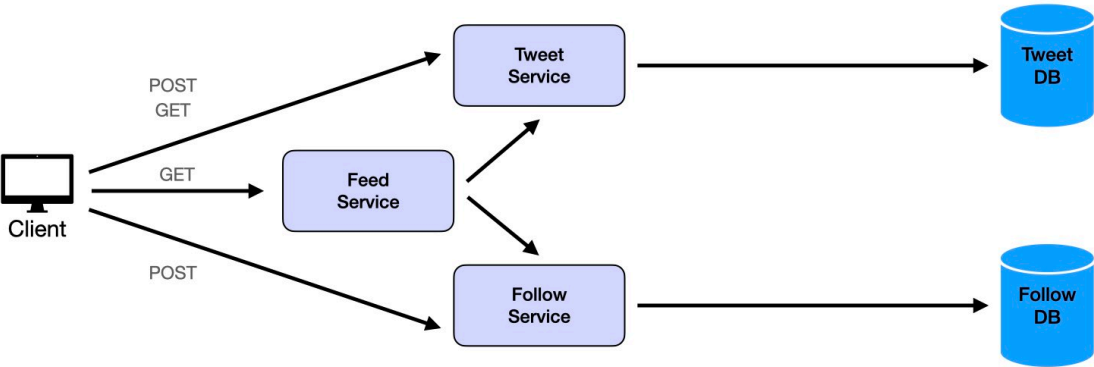 Tweet
Service
Tweet
DB
POST
GET
GET
Feed
Service
Client
POST
Follow
Service
Follow
DB